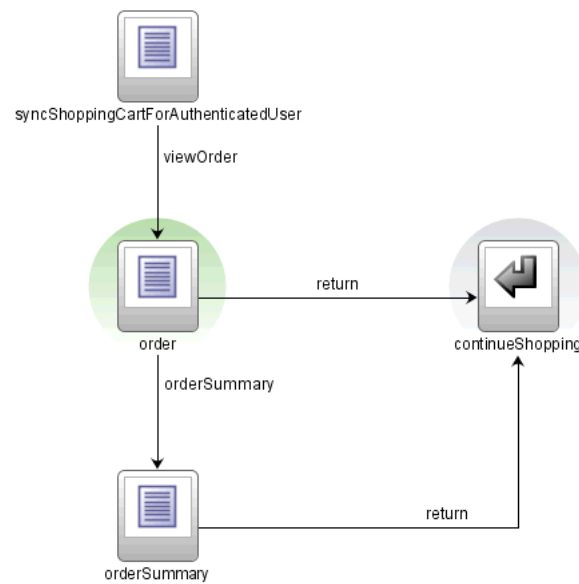 syncShoppingCartForAuthenticatedUser
viewOrder
return
order
continueShopping
orderSummary
return
orderSummary